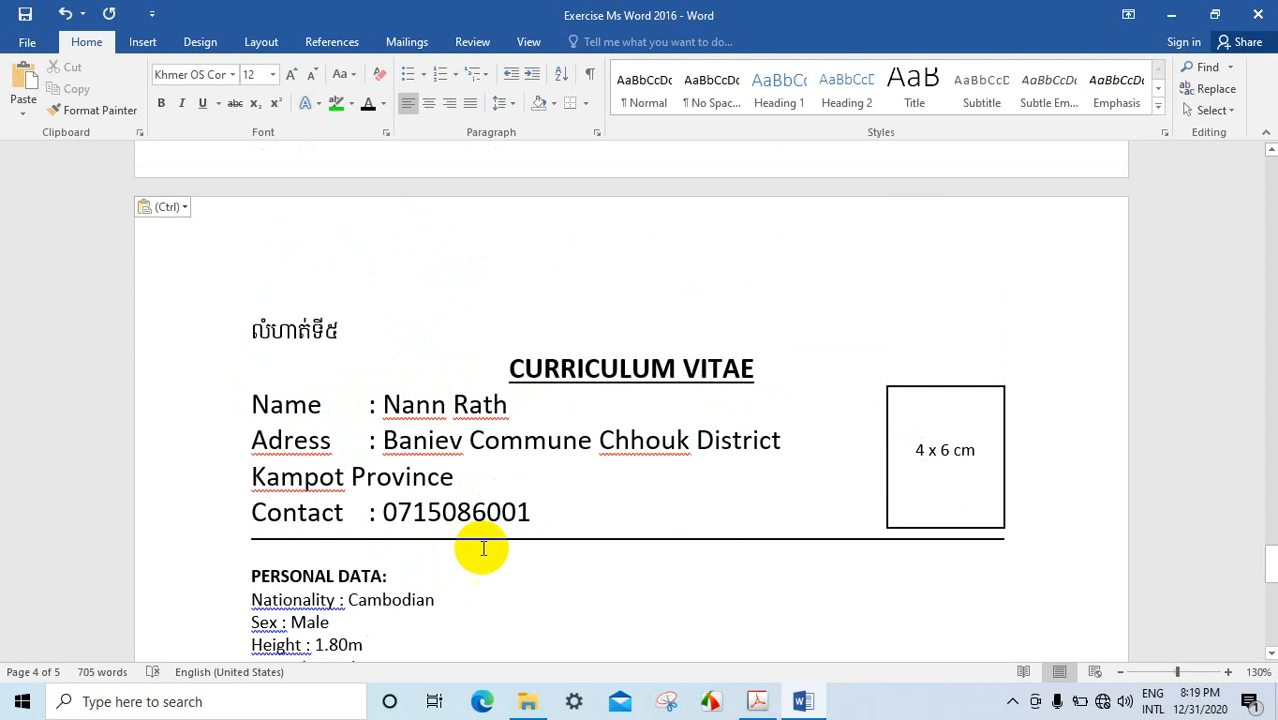 Exercise Ms Word 2016 - Word
File Home Insert Design Layout References Mailings Review View Tell me what you want to do... Sign in Share
Paste Cut Copy Format Painter Clipboard
Khmer OS Cor 12 Font
Paragraph
AaBbCcDc AaBbCcDc AaBbCc AaBbCcD AaB AaBbCcD AaBbCcDc AaBbCcDc
¶ Normal ¶ No Spac... Heading 1 Heading 2 Title Subtitle Subtle Em... Emphasis
Styles
Find Replace Select Editing
(Ctrl)
លំហាត់ទី៥
CURRICULUM VITAE
Name : Nann Rath
Adress : Baniev Commune Chhouk District
Kampot Province
Contact : 0715086001
4 x 6 cm
PERSONAL DATA:
Nationality : Cambodian
Sex : Male
Height : 1.80m
Page 4 of 5 705 words English (United States) 130%
Type here to search
ENG INTL 8:19 PM 12/31/2020 1